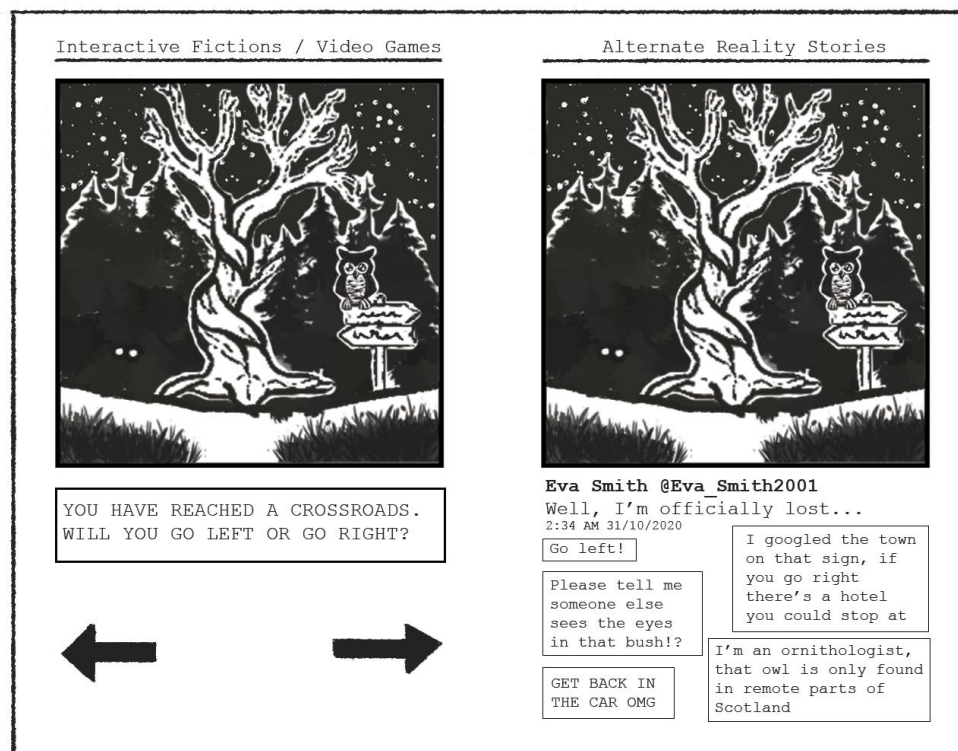 Interactive Fictions / Video Games
YOU HAVE REACHED A CROSSROADS.
WILL YOU GO LEFT OR GO RIGHT?
Alternate Reality Stories
Eva Smith @Eva_Smith2001
Well, I'm officially lost...
2:34 AM 31/10/2020
Go left!
I googled the town
on that sign, if
you go right
there's a hotel
you could stop at
Please tell me
someone else
sees the eyes
in that bush!?
I'm an ornithologist,
that owl is only found
in remote parts of
Scotland
GET BACK IN
THE CAR OMG